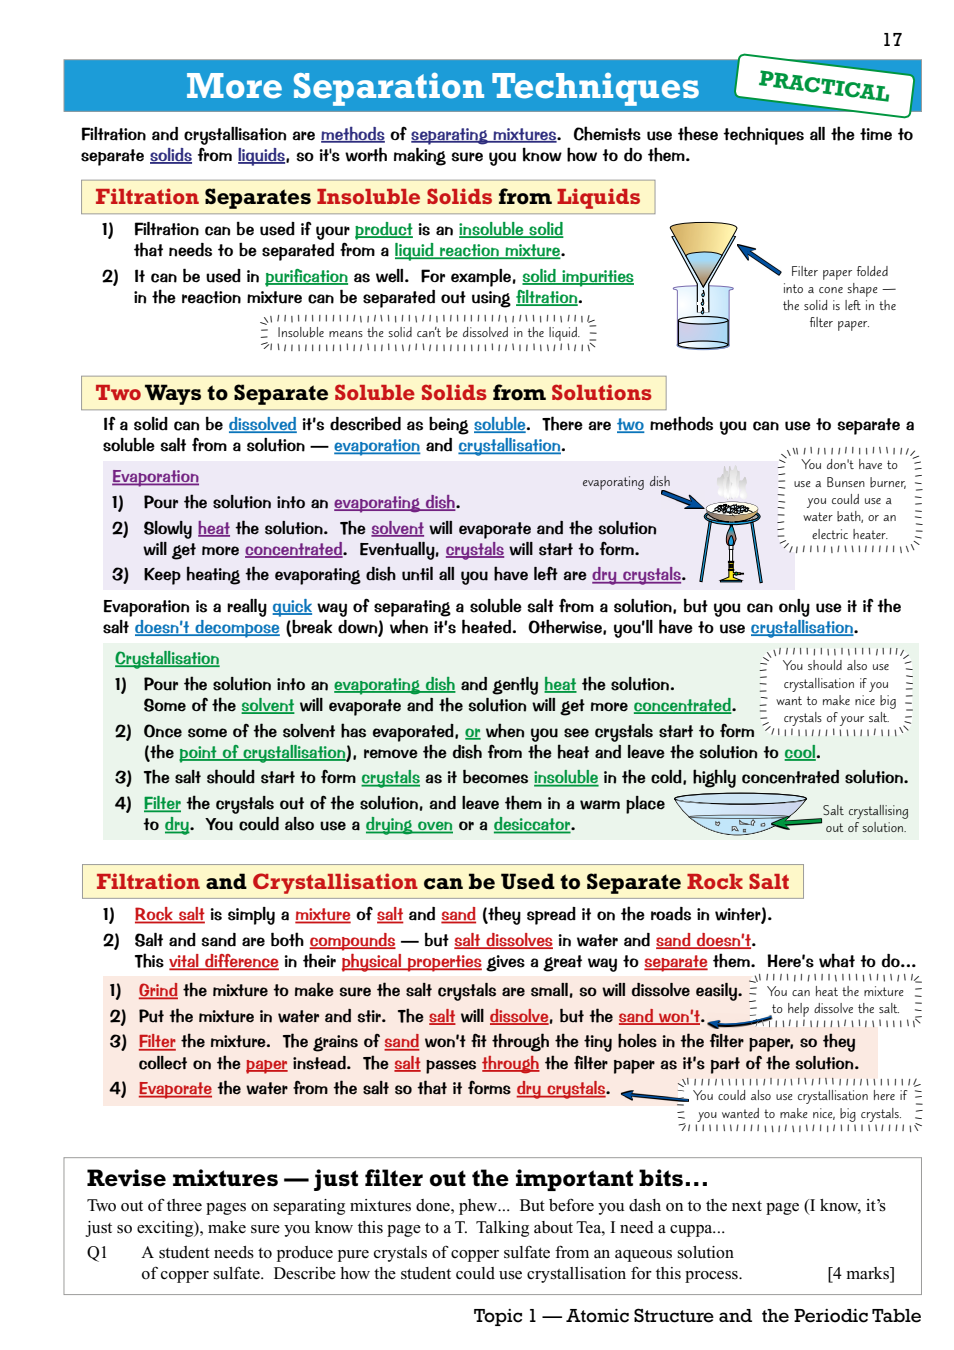 17
More Separation Techniques
PRACTICAL
Filtration and crystallisation are methods of separating mixtures.  Chemists use these techniques all the time to
separate solids from liquids, so it's worth making sure you know how to do them.
Filtration Separates Insoluble Solids from Liquids
1) Filtration can be used if your product is an insoluble solid
that needs to be separated from a liquid reaction mixture.
2) It can be used in purification as well.  For example, solid impurities
in the reaction mixture can be separated out using filtration.
Insoluble means the solid can't be dissolved in the liquid.
Filter paper folded
into a cone shape —
the solid is left in the
filter paper.
Two Ways to Separate Soluble Solids from Solutions
If a solid can be dissolved it's described as being soluble.  There are two methods you can use to separate a
soluble salt from a solution — evaporation and crystallisation.
Evaporation
1) Pour the solution into an evaporating dish.
2) Slowly heat the solution.  The solvent will evaporate and the solution
will get more concentrated.  Eventually, crystals will start to form.
3) Keep heating the evaporating dish until all you have left are dry crystals.
evaporating dish
You don't have to
use a Bunsen burner,
you could use a
water bath, or an
electric heater.
Evaporation is a really quick way of separating a soluble salt from a solution, but you can only use it if the
salt doesn't decompose (break down) when it's heated.  Otherwise, you'll have to use crystallisation.
Crystallisation
1) Pour the solution into an evaporating dish and gently heat the solution.
Some of the solvent will evaporate and the solution will get more concentrated.
2) Once some of the solvent has evaporated, or when you see crystals start to form
(the point of crystallisation), remove the dish from the heat and leave the solution to cool.
3) The salt should start to form crystals as it becomes insoluble in the cold, highly concentrated solution.
4) Filter the crystals out of the solution, and leave them in a warm place
to dry.  You could also use a drying oven or a desiccator.
You should also use
crystallisation if you
want to make nice big
crystals of your salt.
Salt crystallising
out of solution.
Filtration and Crystallisation can be Used to Separate Rock Salt
1) Rock salt is simply a mixture of salt and sand (they spread it on the roads in winter).
2) Salt and sand are both compounds — but salt dissolves in water and sand doesn't.
This vital difference in their physical properties gives a great way to separate them.  Here's what to do...
1) Grind the mixture to make sure the salt crystals are small, so will dissolve easily.
2) Put the mixture in water and stir.  The salt will dissolve, but the sand won't.
3) Filter the mixture.  The grains of sand won't fit through the tiny holes in the filter paper, so they
collect on the paper instead.  The salt passes through the filter paper as it's part of the solution.
4) Evaporate the water from the salt so that it forms dry crystals.
You can heat the mixture
to help dissolve the salt.
You could also use crystallisation here if
you wanted to make nice, big crystals.
Revise mixtures — just filter out the important bits...
Two out of three pages on separating mixtures done, phew...  But before you dash on to the next page (I know, it's
just so exciting), make sure you know this page to a T.  Talking about Tea, I need a cuppa...
Q1 A student needs to produce pure crystals of copper sulfate from an aqueous solution
of copper sulfate.  Describe how the student could use crystallisation for this process. [4 marks]
Topic 1 — Atomic Structure and the Periodic Table